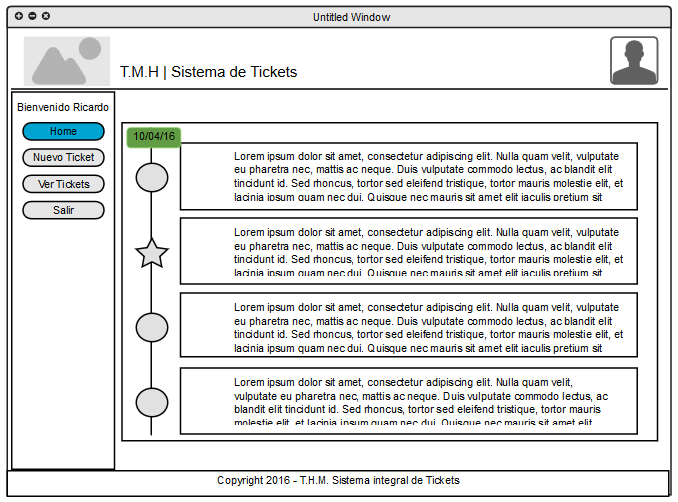 Untitled Window
T.M.H | Sistema de Tickets
Bienvenido Ricardo
Home
Nuevo Ticket
Ver Tickets
Salir
10/04/16
Lorem ipsum dolor sit amet, consectetur adipiscing elit. Nulla quam velit, vulputate
eu pharetra nec, mattis ac neque. Duis vulputate commodo lectus, ac blandit elit
tincidunt id. Sed rhoncus, tortor sed eleifend tristique, tortor mauris molestie elit, et
lacinia ipsum quam nec dui. Quisque nec mauris sit amet elit iaculis pretium sit
Lorem ipsum dolor sit amet, consectetur adipiscing elit. Nulla quam velit, vulputate
eu pharetra nec, mattis ac neque. Duis vulputate commodo lectus, ac blandit elit
tincidunt id. Sed rhoncus, tortor sed eleifend tristique, tortor mauris molestie elit, et
lacinia ipsum quam nec dui. Quisque nec mauris sit amet elit iaculis pretium sit
Lorem ipsum dolor sit amet, consectetur adipiscing elit. Nulla quam velit, vulputate
eu pharetra nec, mattis ac neque. Duis vulputate commodo lectus, ac blandit elit
tincidunt id. Sed rhoncus, tortor sed eleifend tristique, tortor mauris molestie elit, et
lacinia ipsum quam nec dui. Quisque nec mauris sit amet elit iaculis pretium sit
Lorem ipsum dolor sit amet, consectetur adipiscing elit. Nulla quam velit,
vulputate eu pharetra nec, mattis ac neque. Duis vulputate commodo lectus, ac
blandit elit tincidunt id. Sed rhoncus, tortor sed eleifend tristique, tortor mauris
molestie elit, et lacinia ipsum quam nec dui. Quisque nec mauris sit amet elit
Copyright 2016 - T.H.M. Sistema integral de Tickets